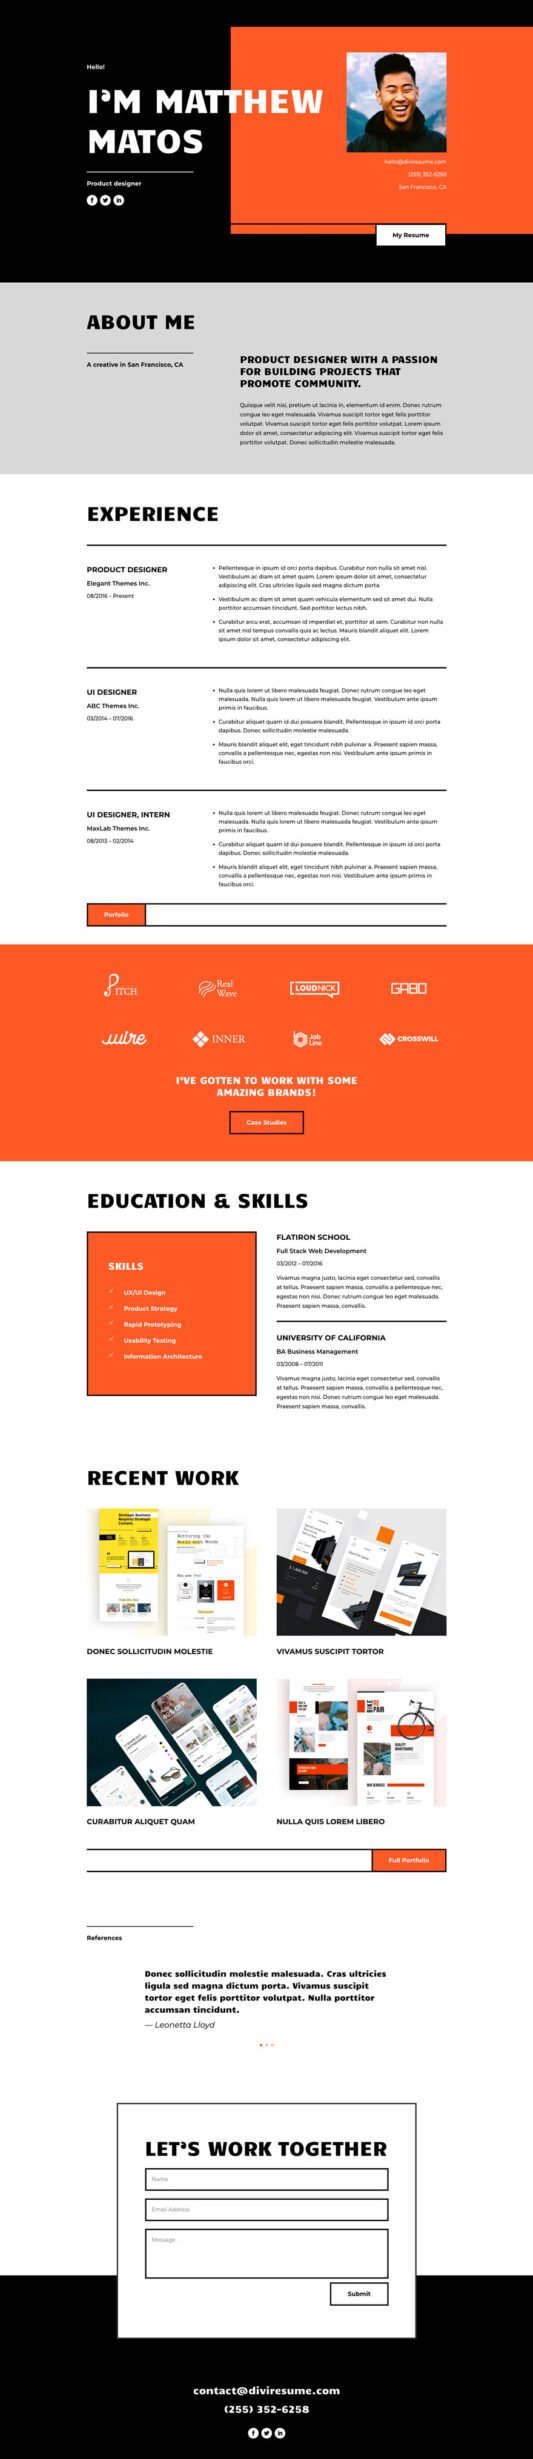 Hello!
I'M MATTHEW
MATOS
Product designer
hello@diviresume.com
(255) 352-6258
San Francisco, CA
My Resume
ABOUT ME
A creative in San Francisco, CA
PRODUCT DESIGNER WITH A PASSION
FOR BUILDING PROJECTS THAT
PROMOTE COMMUNITY.
Quisque velit nisi, pretium ut lacinia in, elementum id enim. Donec rutrum
congue leo eget malesuada. Vivamus suscipit tortor eget felis porttitor
volutpat. Vivamus suscipit tortor eget felis porttitor volutpat. Lorem ipsum
dolor sit amet, consectetur adipiscing elit. Vivamus suscipit tortor eget felis
porttitor volutpat. Donec sollicitudin molestie malesuada.
EXPERIENCE
PRODUCT DESIGNER
Elegant Themes Inc.
08/2016 – Present
• Pellentesque in ipsum id orci porta dapibus. Curabitur non nulla sit amet nisl.
Vestibulum ac diam sit amet quam. Lorem ipsum dolor sit amet, consectetur
adipiscing elit. Cras ultricies ligula sed magna dictum porta.
• Vestibulum ac diam sit amet quam vehicula elementum sed sit amet dui. Nulla
porttitor accumsan tincidunt. Sed porttitor lectus nibh.
• Curabitur arcu erat, accumsan id imperdiet et, porttitor at sem. Curabitur non nulla
sit amet nisl tempus convallis quis ac lectus. Mauris blandit aliquet elit. Lorem
ipsum dolor sit amet, consectetur adipiscing elit.
UI DESIGNER
ABC Themes Inc.
03/2014 – 07/2016
• Nulla quis lorem ut libero malesuada feugiat. Donec rutrum congue leo eget
malesuada. Nulla quis lorem ut libero malesuada feugiat. Vestibulum ante ipsum
primis in faucibus.
• Curabitur aliquet quam id dui posuere blandit. Pellentesque in ipsum id orci porta
dapibus. Donec sollicitudin molestie malesuada.
• Mauris blandit aliquet elit, eget tincidunt nibh pulvinar a. Praesent sapien massa,
convallis a pellentesque nec, egestas non nisi. Vestibulum ante ipsum primis in
faucibus orci.
UI DESIGNER, INTERN
MaxLab Themes Inc.
08/2013 – 02/2014
• Nulla quis lorem ut libero malesuada feugiat. Donec rutrum congue leo eget
malesuada. Nulla quis lorem ut libero malesuada feugiat. Vestibulum ante ipsum
primis in faucibus.
• Curabitur aliquet quam id dui posuere blandit. Pellentesque in ipsum id orci porta
dapibus. Donec sollicitudin molestie malesuada.
• Mauris blandit aliquet elit, eget tincidunt nibh pulvinar a. Praesent sapien massa,
convallis a pellentesque nec, egestas non nisi. Vestibulum ante ipsum primis in
faucibus orci.
Porfolio
PITCH
Real
Wave
LOUDNICK
GABO
INNER
Job
Line
CROSSWILL
I'VE GOTTEN TO WORK WITH SOME
AMAZING BRANDS!
Case Studies
EDUCATION & SKILLS
SKILLS
✓ UX/UI Design
✓ Product Strategy
✓ Rapid Prototyping
✓ Usability Testing
✓ Information Architecture
FLATIRON SCHOOL
Full Stack Web Development
03/2012 – 07/2016
Vivamus magna justo, lacinia eget consectetur sed, convallis
at tellus. Praesent sapien massa, convallis a pellentesque nec,
egestas non nisi. Donec rutrum congue leo eget malesuada.
Praesent sapien massa, convallis.
UNIVERSITY OF CALIFORNIA
BA Business Management
03/2008 – 07/2011
Vivamus magna justo, lacinia eget consectetur sed, convallis
at tellus. Praesent sapien massa, convallis a pellentesque nec,
egestas non nisi. Donec rutrum congue leo eget malesuada.
Praesent sapien massa, convallis.
RECENT WORK
Strategic Business
Requires Strategic
Content.
Tethering the
World with Words
Who are You?
DONEC SOLLICITUDIN MOLESTIE
VIVAMUS SUSCIPIT TORTOR
BIKE REPAIR
QUALITY
MAINTENANCE
OUR SERVICES
CURABITUR ALIQUET QUAM
NULLA QUIS LOREM LIBERO
Full Portfolio
References
Donec sollicitudin molestie malesuada. Cras ultricies
ligula sed magna dictum porta. Vivamus suscipit
tortor eget felis porttitor volutpat. Nulla porttitor
accumsan tincidunt.
— Leonetta Lloyd
LET'S WORK TOGETHER
Name
Email Address
Message
Submit
contact@diviresume.com
(255) 352-6258